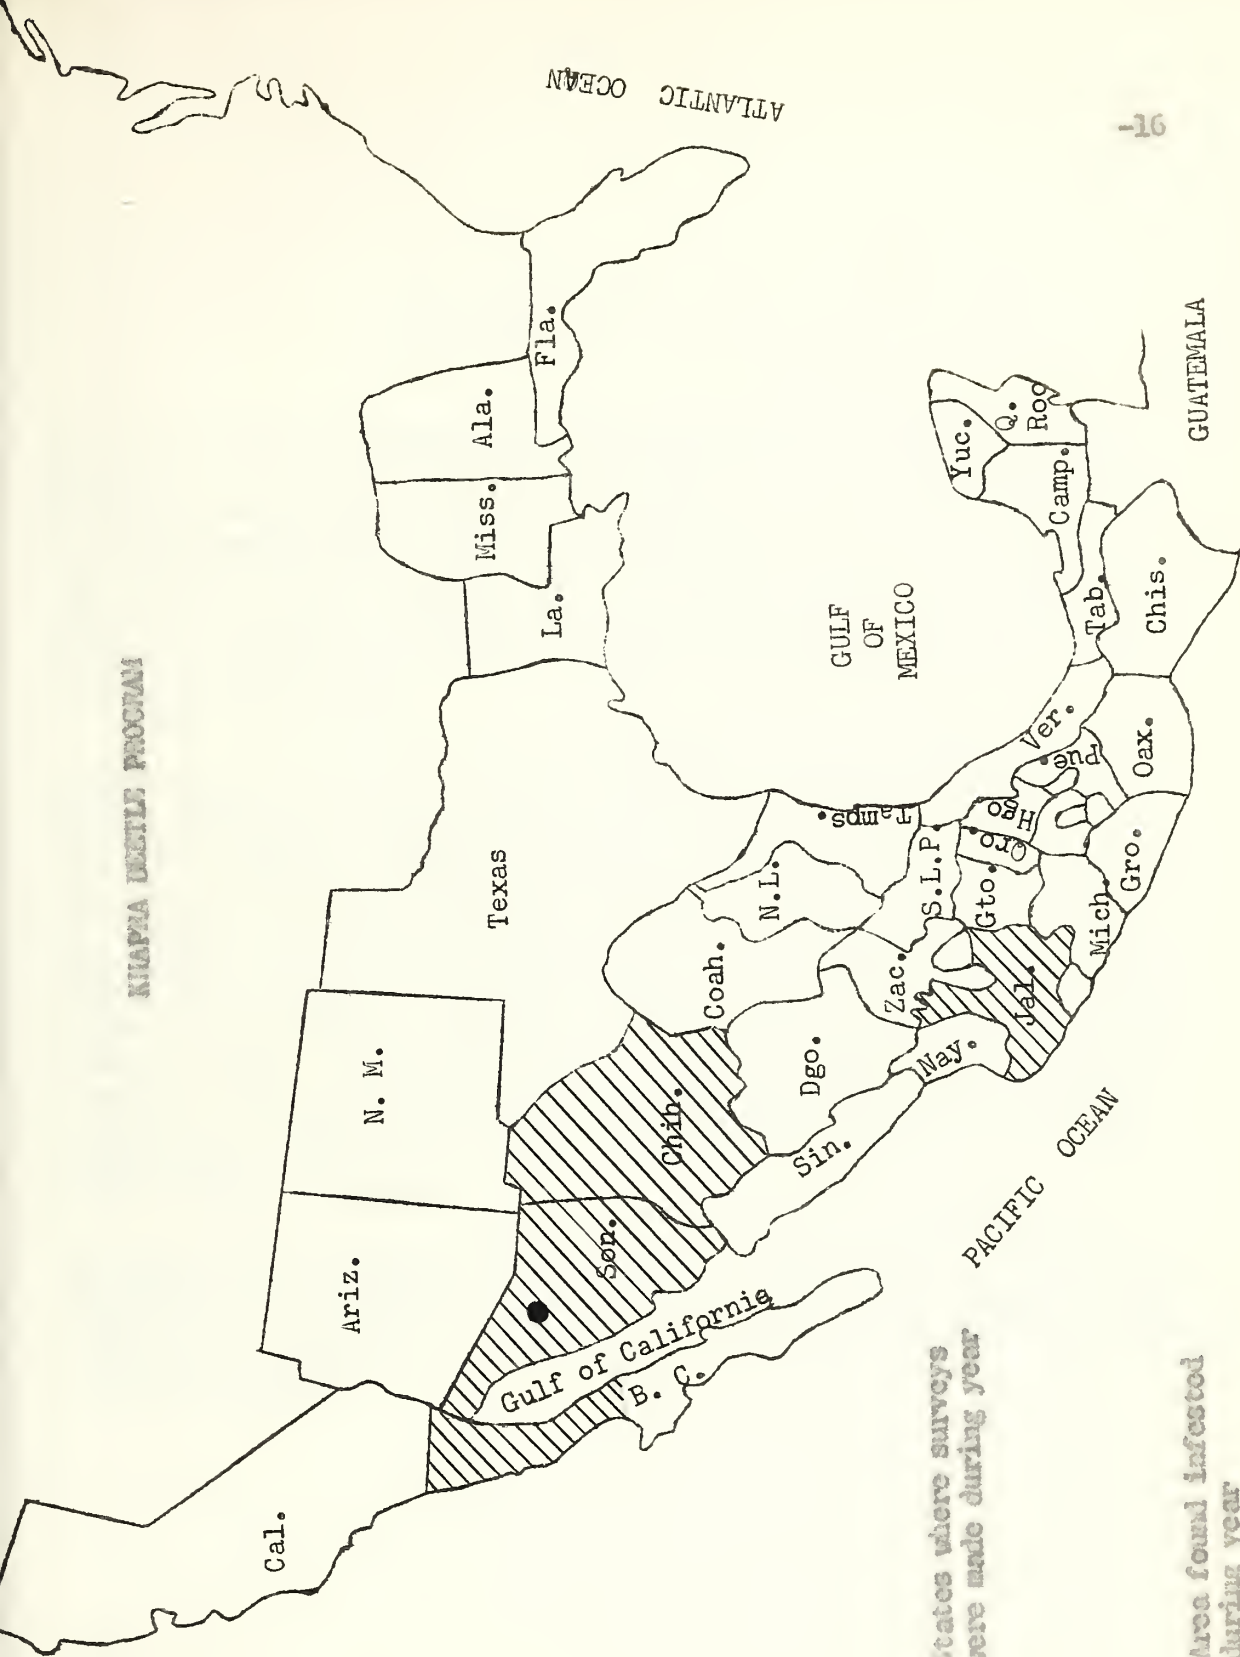 KHAPRA BEETLE PROGRAM
ATLANTIC OCEAN
-16
Cal.
Ariz.
N. M.
Texas
La.
Miss.
Ala.
Fla.
GULF
OF
MEXICO
Gulf of Californie
B. C.
Son.
Chih.
Coah.
N.L.
Tamps.
Sin.
Dgo.
Zac.
S.L.P.
Nay.
Jal.
Gto.
Qro.
Hgo
Mich.
Gro.
Pue.
Ver.
Oax.
Tab.
Chis.
Camp.
Yuc.
Q.
Roo
GUATEMALA
PACIFIC OCEAN
tates where surveys
were made during year
Area found infested
during year